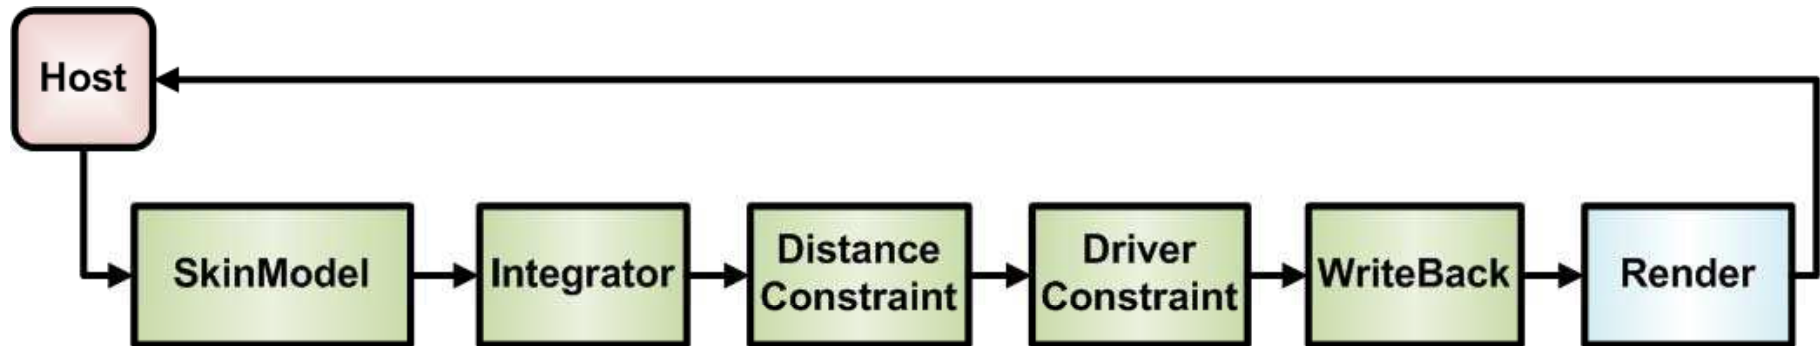 Host
SkinModel
Integrator
Distance
Constraint
Driver
Constraint
WriteBack
Render